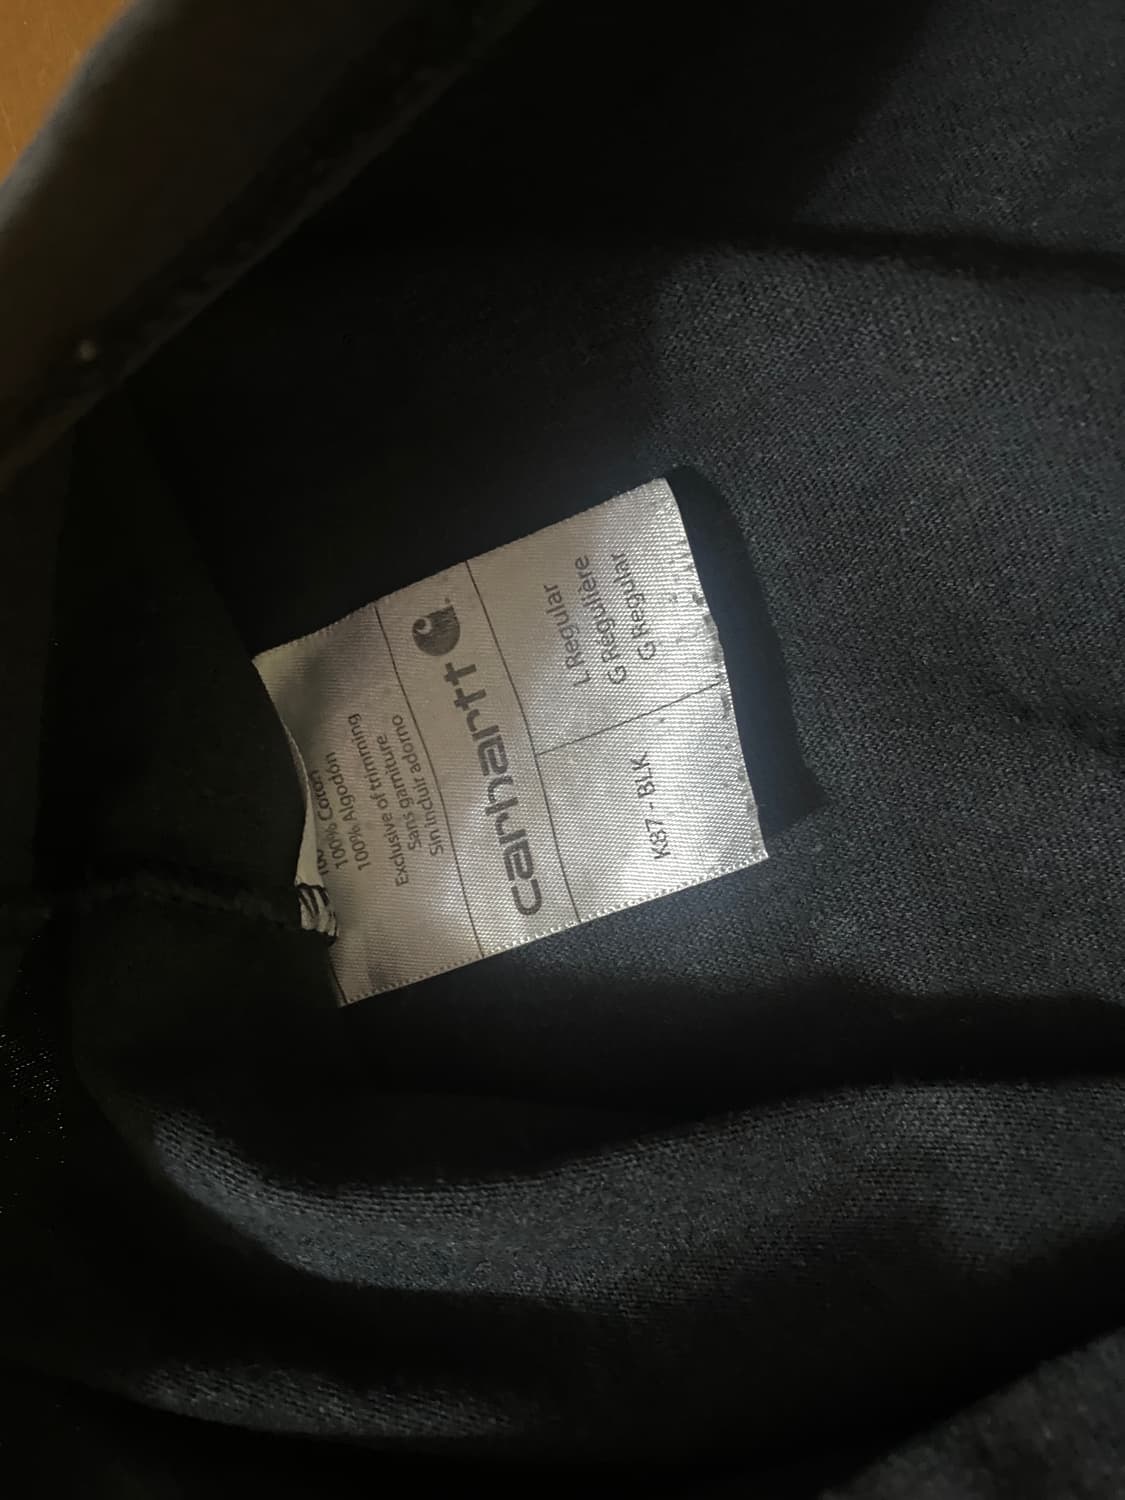 100% Cotton
100% Algodón
Exclusive of trimming
Sans garniture
Sin incluir adorno
carhartt
L Regular
G Regulière
G Regular
K87 - BLK